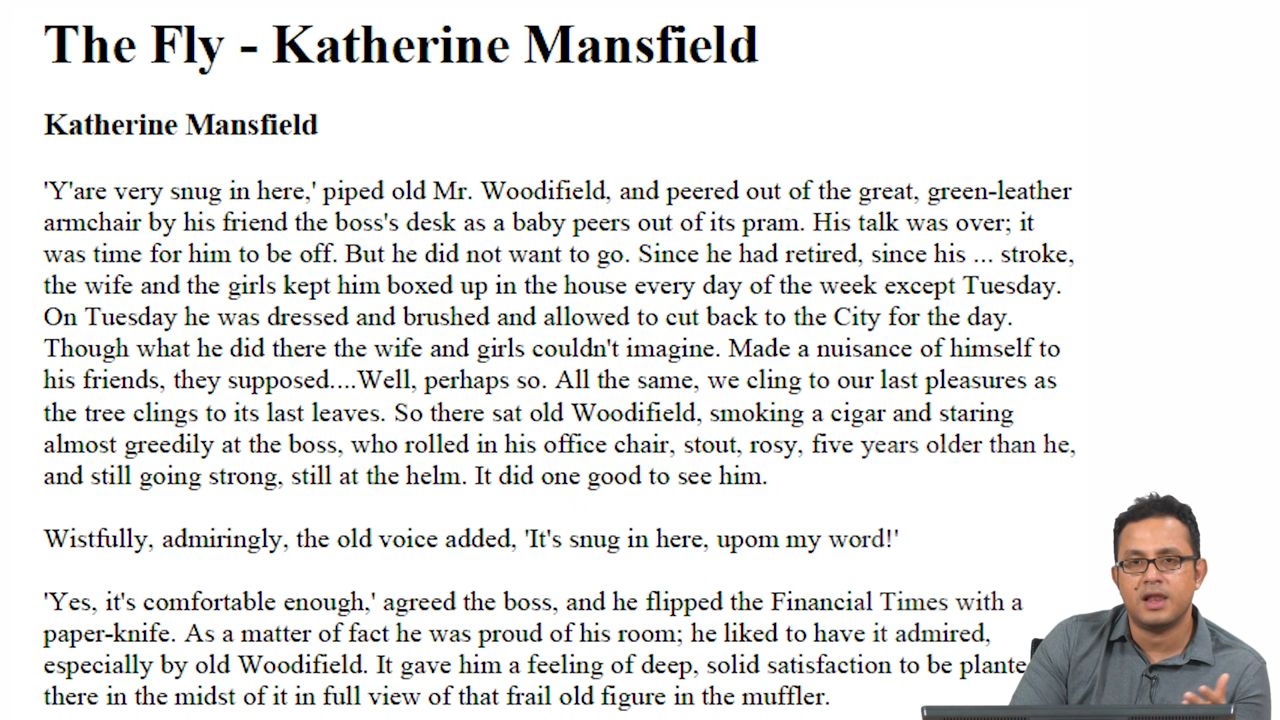 The Fly - Katherine Mansfield
Katherine Mansfield
'Y'are very snug in here,' piped old Mr. Woodifield, and peered out of the great, green-leather
armchair by his friend the boss's desk as a baby peers out of its pram. His talk was over; it
was time for him to be off. But he did not want to go. Since he had retired, since his ... stroke,
the wife and the girls kept him boxed up in the house every day of the week except Tuesday.
On Tuesday he was dressed and brushed and allowed to cut back to the City for the day.
Though what he did there the wife and girls couldn't imagine. Made a nuisance of himself to
his friends, they supposed....Well, perhaps so. All the same, we cling to our last pleasures as
the tree clings to its last leaves. So there sat old Woodifield, smoking a cigar and staring
almost greedily at the boss, who rolled in his office chair, stout, rosy, five years older than he,
and still going strong, still at the helm. It did one good to see him.
Wistfully, admiringly, the old voice added, 'It's snug in here, upom my word!'
'Yes, it's comfortable enough,' agreed the boss, and he flipped the Financial Times with a
paper-knife. As a matter of fact he was proud of his room; he liked to have it admired,
especially by old Woodifield. It gave him a feeling of deep, solid satisfaction to be plante
there in the midst of it in full view of that frail old figure in the muffler.